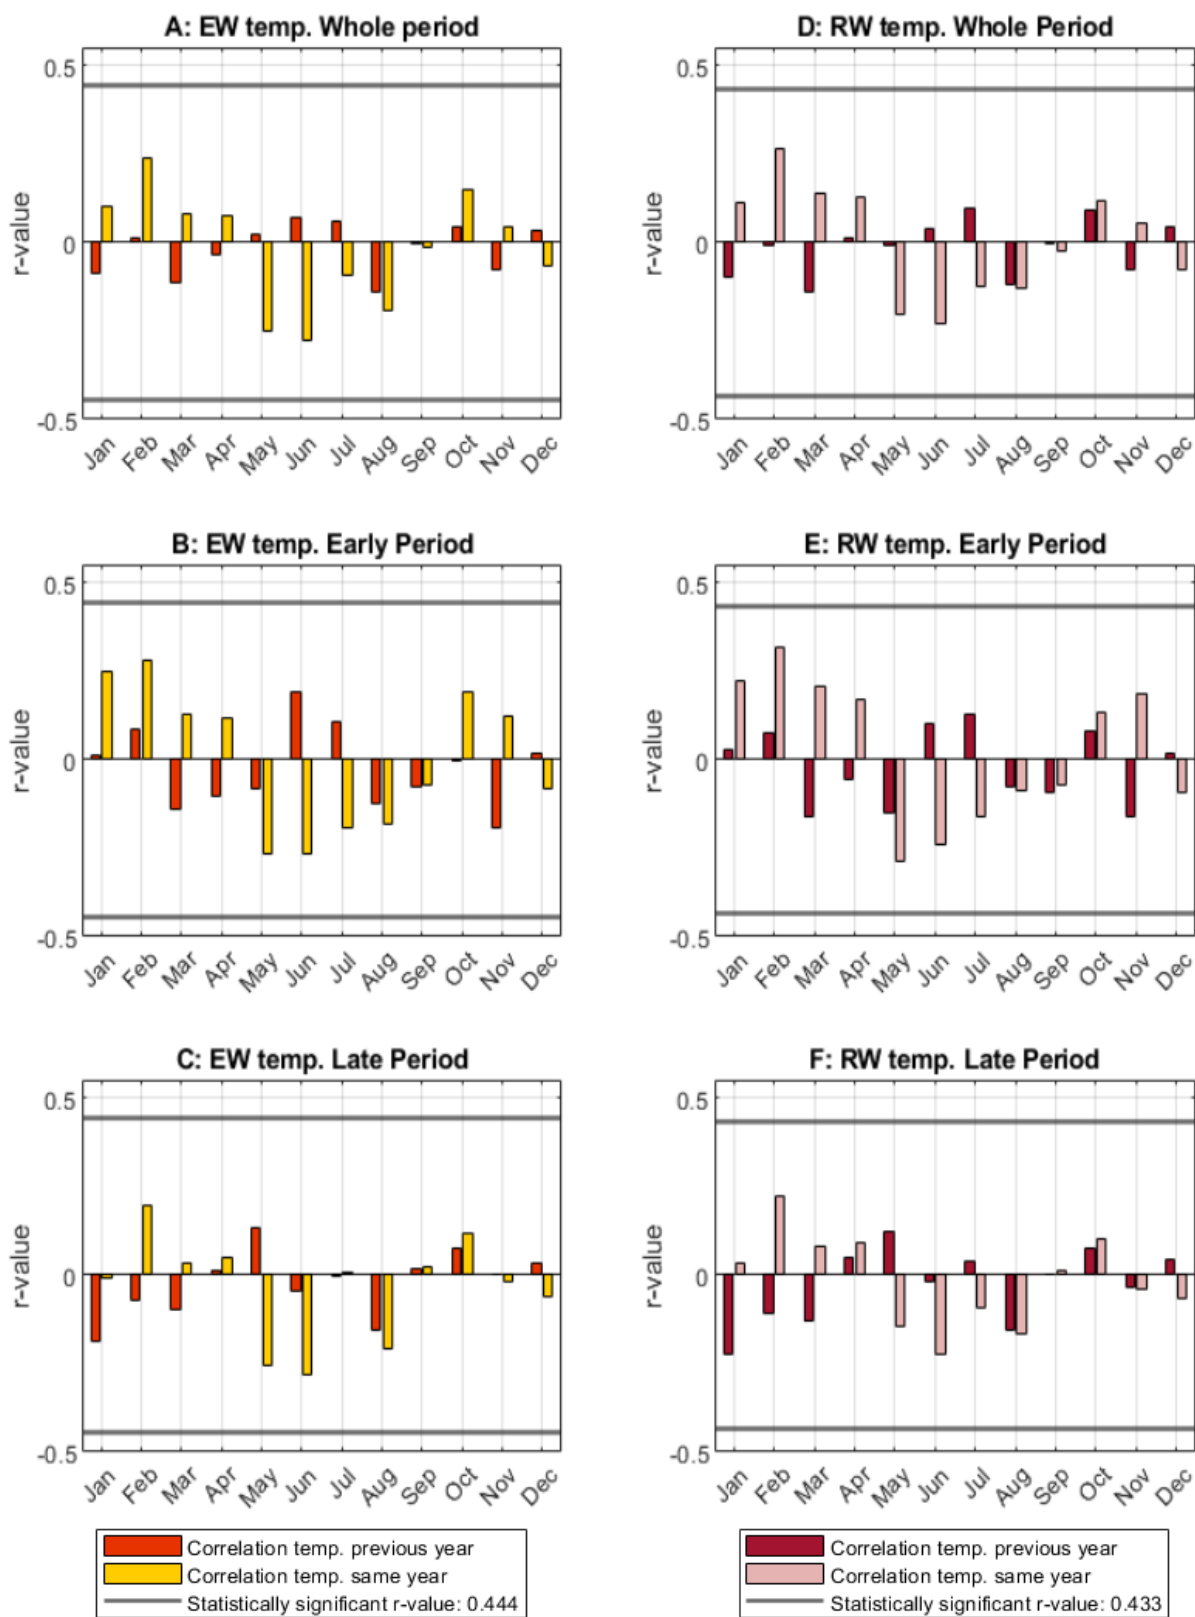 A: EW temp. Whole period
0.5
0
-0.5
r-value
Jan Feb Mar Apr May Jun Jul Aug Sep Oct Nov Dec
D: RW temp. Whole Period
0.5
0
-0.5
r-value
Jan Feb Mar Apr May Jun Jul Aug Sep Oct Nov Dec
B: EW temp. Early Period
0.5
0
-0.5
r-value
Jan Feb Mar Apr May Jun Jul Aug Sep Oct Nov Dec
E: RW temp. Early Period
0.5
0
-0.5
r-value
Jan Feb Mar Apr May Jun Jul Aug Sep Oct Nov Dec
C: EW temp. Late Period
0.5
0
-0.5
r-value
Jan Feb Mar Apr May Jun Jul Aug Sep Oct Nov Dec
F: RW temp. Late Period
0.5
0
-0.5
r-value
Jan Feb Mar Apr May Jun Jul Aug Sep Oct Nov Dec
Correlation temp. previous year
Correlation temp. same year
Statistically significant r-value: 0.444
Correlation temp. previous year
Correlation temp. same year
Statistically significant r-value: 0.433